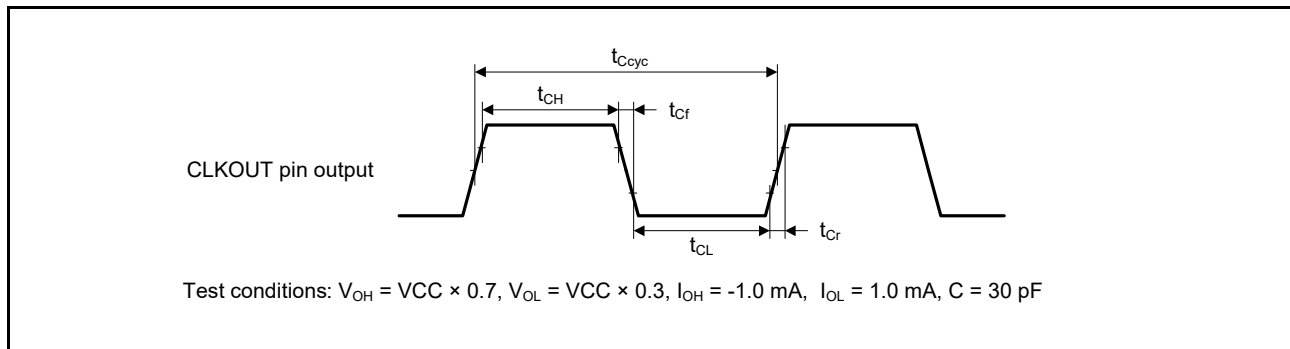 tCcyc
tCH
tCf
CLKOUT pin output
tCL
tCr
Test conditions: VOH = VCC × 0.7, VOL = VCC × 0.3, IOH = -1.0 mA, IOL = 1.0 mA, C = 30 pF